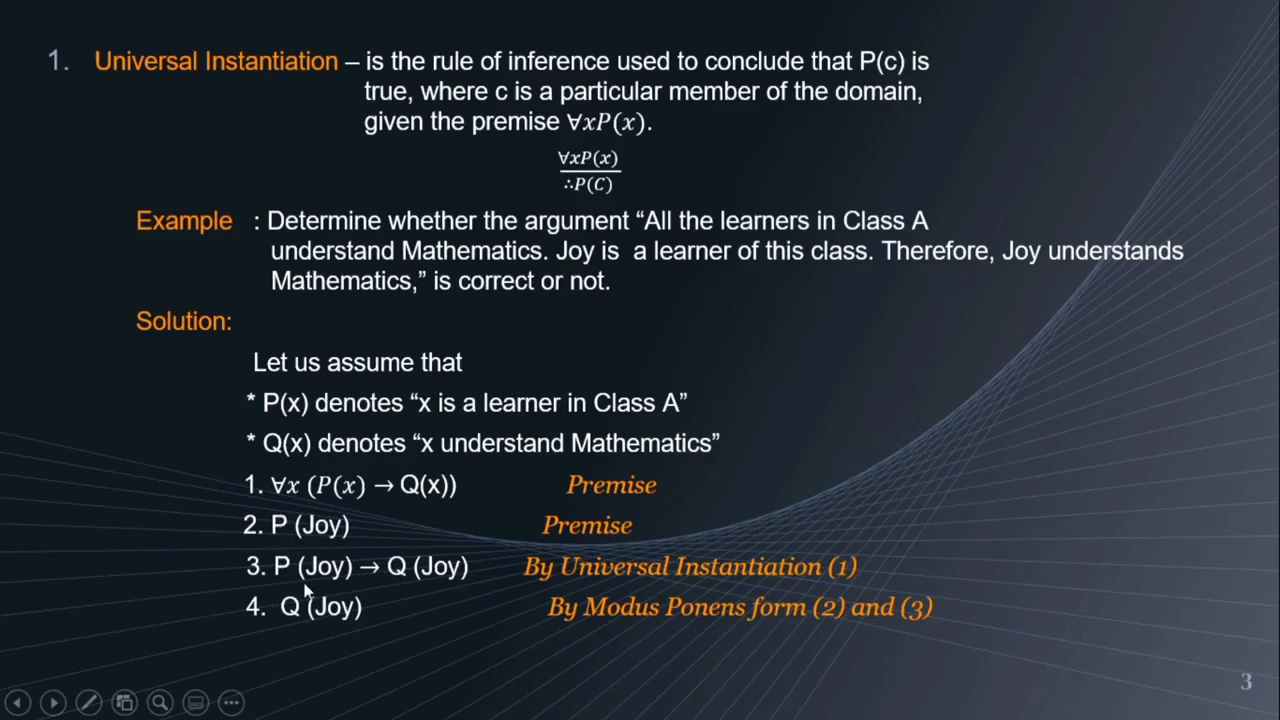 1. Universal Instantiation – is the rule of inference used to conclude that P(c) is
true, where c is a particular member of the domain,
given the premise ∀xP(x).
∀xP(x)
∴P(C)
Example : Determine whether the argument “All the learners in Class A
understand Mathematics. Joy is a learner of this class. Therefore, Joy understands
Mathematics,” is correct or not.
Solution:
Let us assume that
* P(x) denotes “x is a learner in Class A”
* Q(x) denotes “x understand Mathematics”
1. ∀x (P(x) → Q(x)) Premise
2. P (Joy) Premise
3. P (Joy) → Q (Joy) By Universal Instantiation (1)
4. Q (Joy) By Modus Ponens form (2) and (3)
3